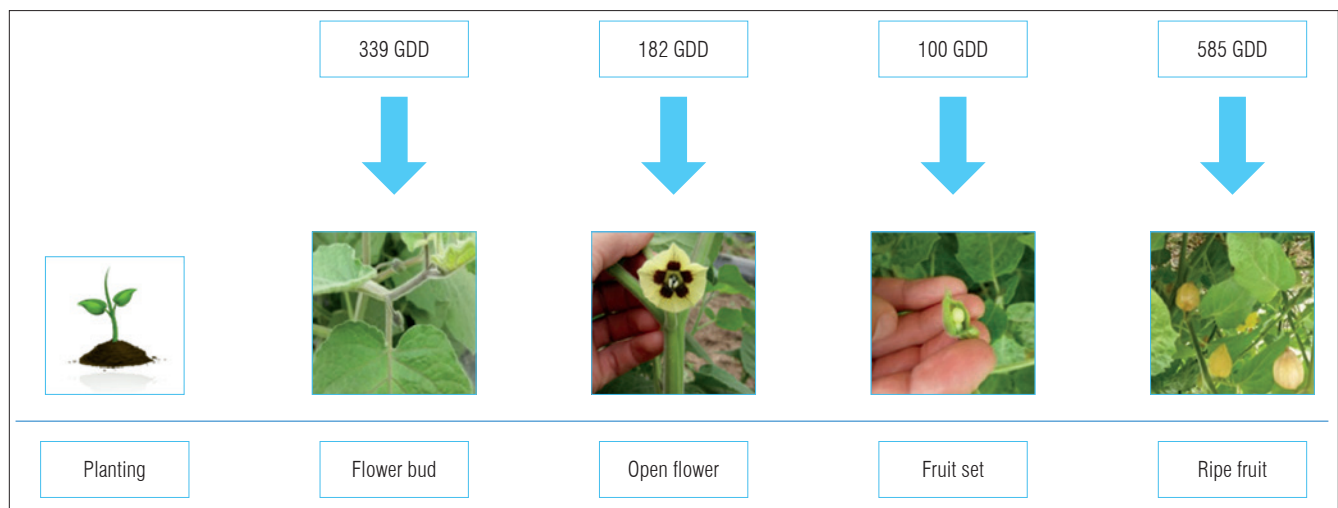 339 GDD
182 GDD
100 GDD
585 GDD
Planting
Flower bud
Open flower
Fruit set
Ripe fruit